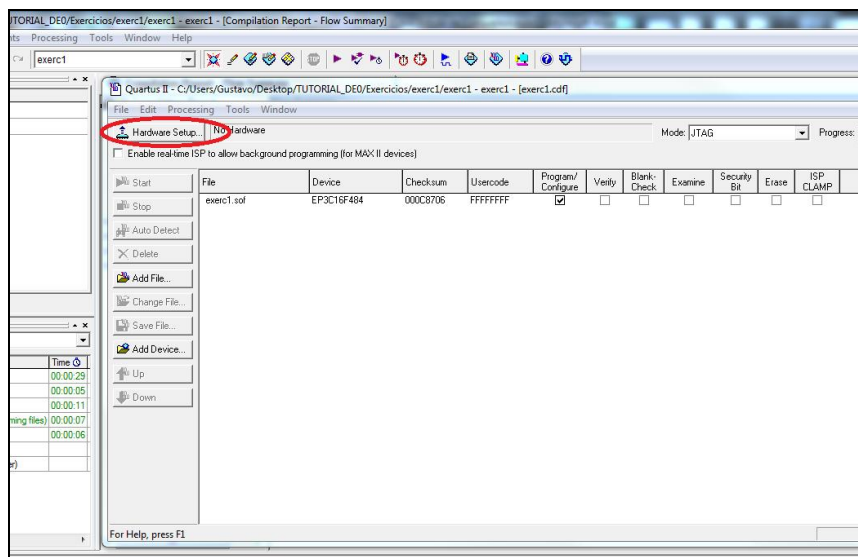 UTORIAL_DE0/Exercicios/exerc1/exerc1 - exerc1 - [Compilation Report - Flow Summary]
nts Processing Tools Window Help
exerc1
Quartus II - C:/Users/Gustavo/Desktop/TUTORIAL_DE0/Exercicios/exerc1/exerc1 - exerc1 - [exerc1.cdf]
File Edit Processing Tools Window
Hardware Setup... No Hardware Mode: JTAG Progress:
Enable real-time ISP to allow background programming (for MAX II devices)
Start
Stop
Auto Detect
Delete
Add File...
Change File...
Save File...
Add Device...
Up
Down
File Device Checksum Usercode Program/Configure Verify Blank-Check Examine Security Bit Erase ISP CLAMP
exerc1.sof EP3C16F484 000C8706 FFFFFFFF
Time
00:00:29
00:00:05
00:00:11
ming files) 00:00:07
00:00:06
er)
For Help, press F1